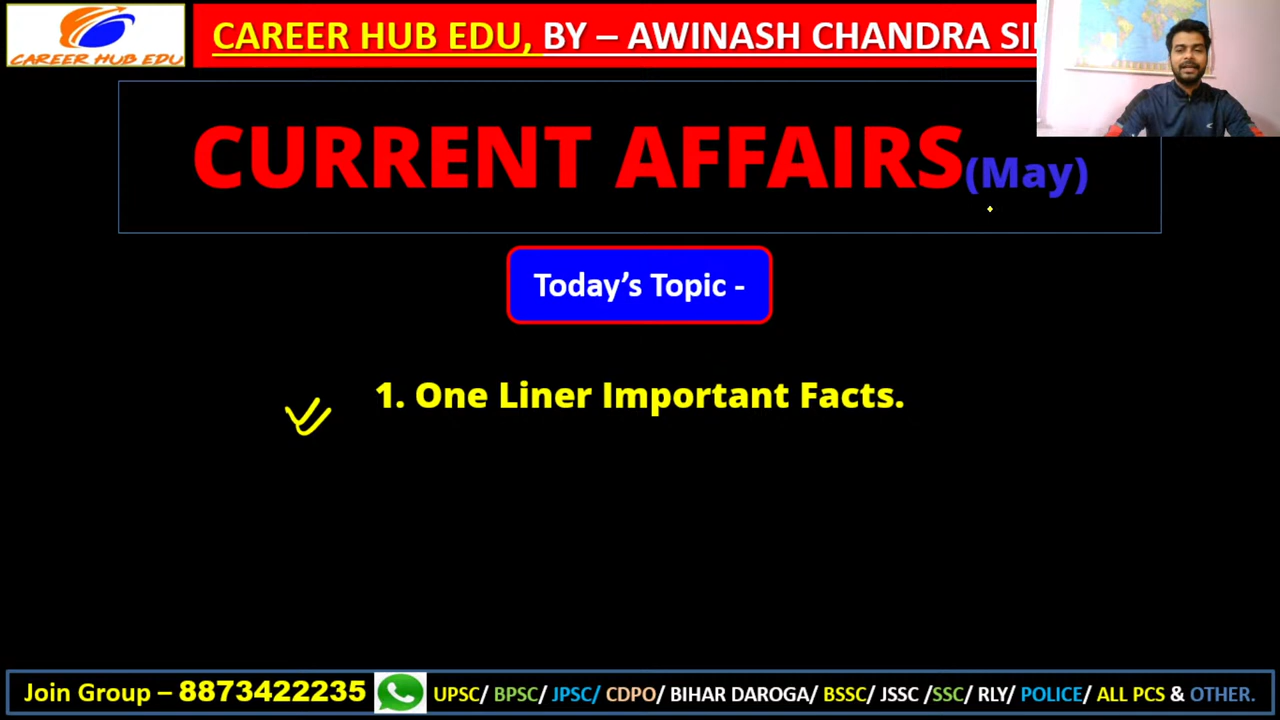 CAREER HUB EDU
CAREER HUB EDU, BY – AWINASH CHANDRA
CURRENT AFFAIRS(May)
Today’s Topic -
1. One Liner Important Facts.
Join Group – 8873422235 UPSC/ BPSC/ JPSC/ CDPO/ BIHAR DAROGA/ BSSC/ JSSC /SSC/ RLY/ POLICE/ ALL PCS & OTHER.